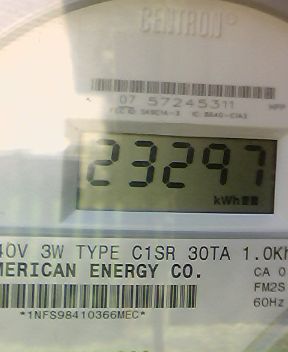 CENTRON®
07 57245311
23297
kWh
40V 3W TYPE C1SR 30TA 1.0Kh
MERICAN ENERGY CO.
CA 0
FM2S
60Hz
*1NFS98410366MEC*